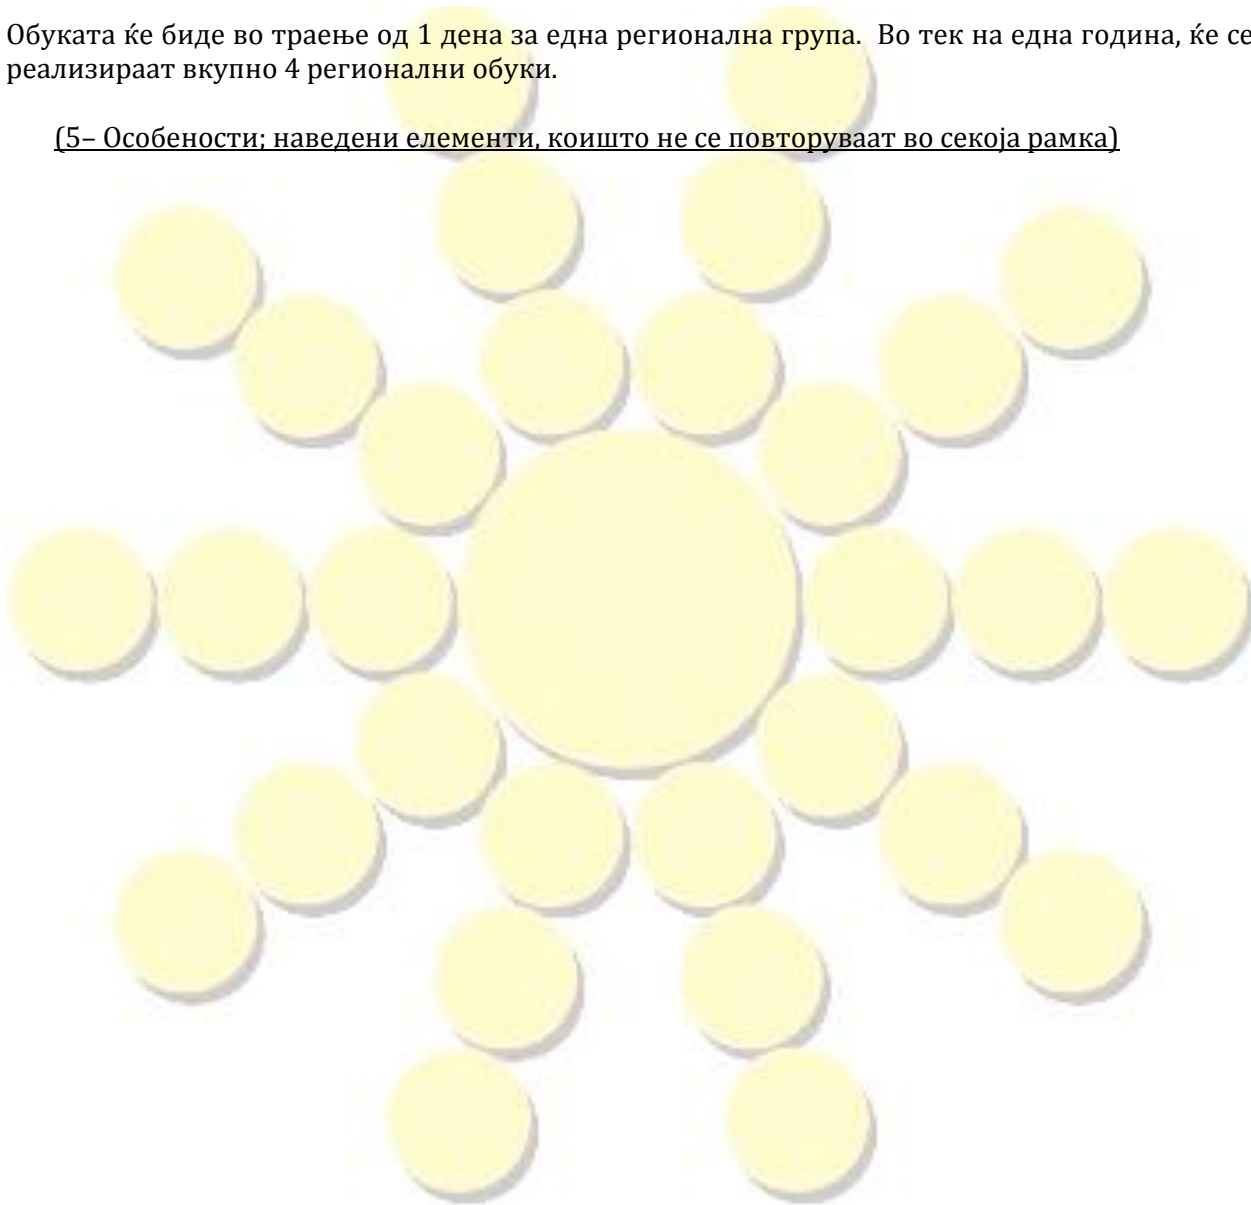 Обуката ќе биде во траење од 1 дена за една регионална група.  Во тек на една година, ќе се
реализираат вкупно 4 регионални обуки.
(5– Особености; наведени елементи, коишто не се повторуваат во секоја рамка)